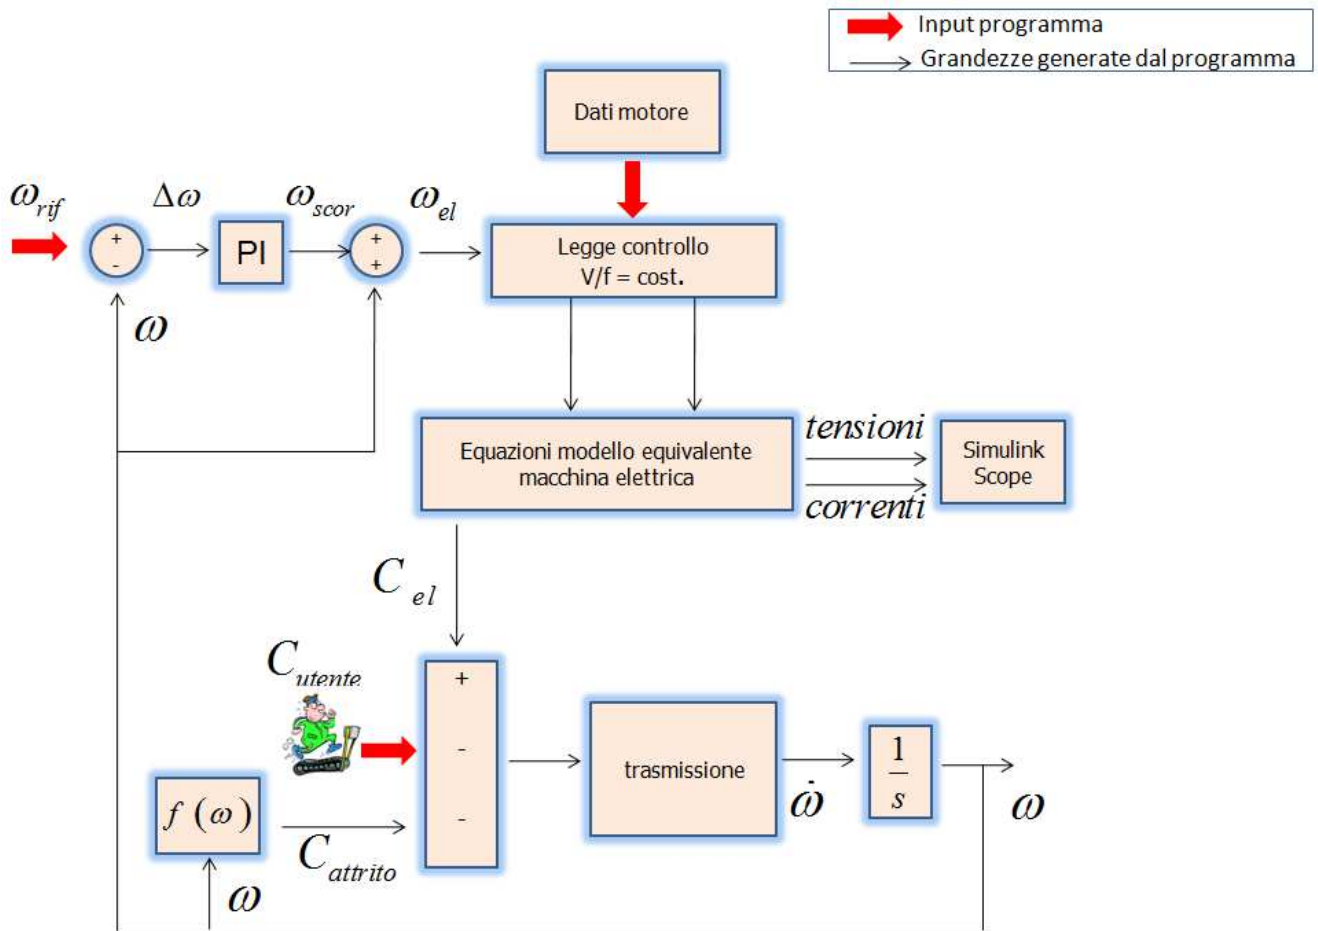 Input programma
Grandezze generate dal programma
Dati motore
ω_rif
Δω
ω_scor
ω_el
+
-
PI
+
+
Legge controllo
V/f = cost.
ω
Equazioni modello equivalente
macchina elettrica
tensioni
correnti
Simulink
Scope
C_el
C_utente
+
-
-
trasmissione
ω̇
1
s
ω
f (ω)
C_attrito
ω